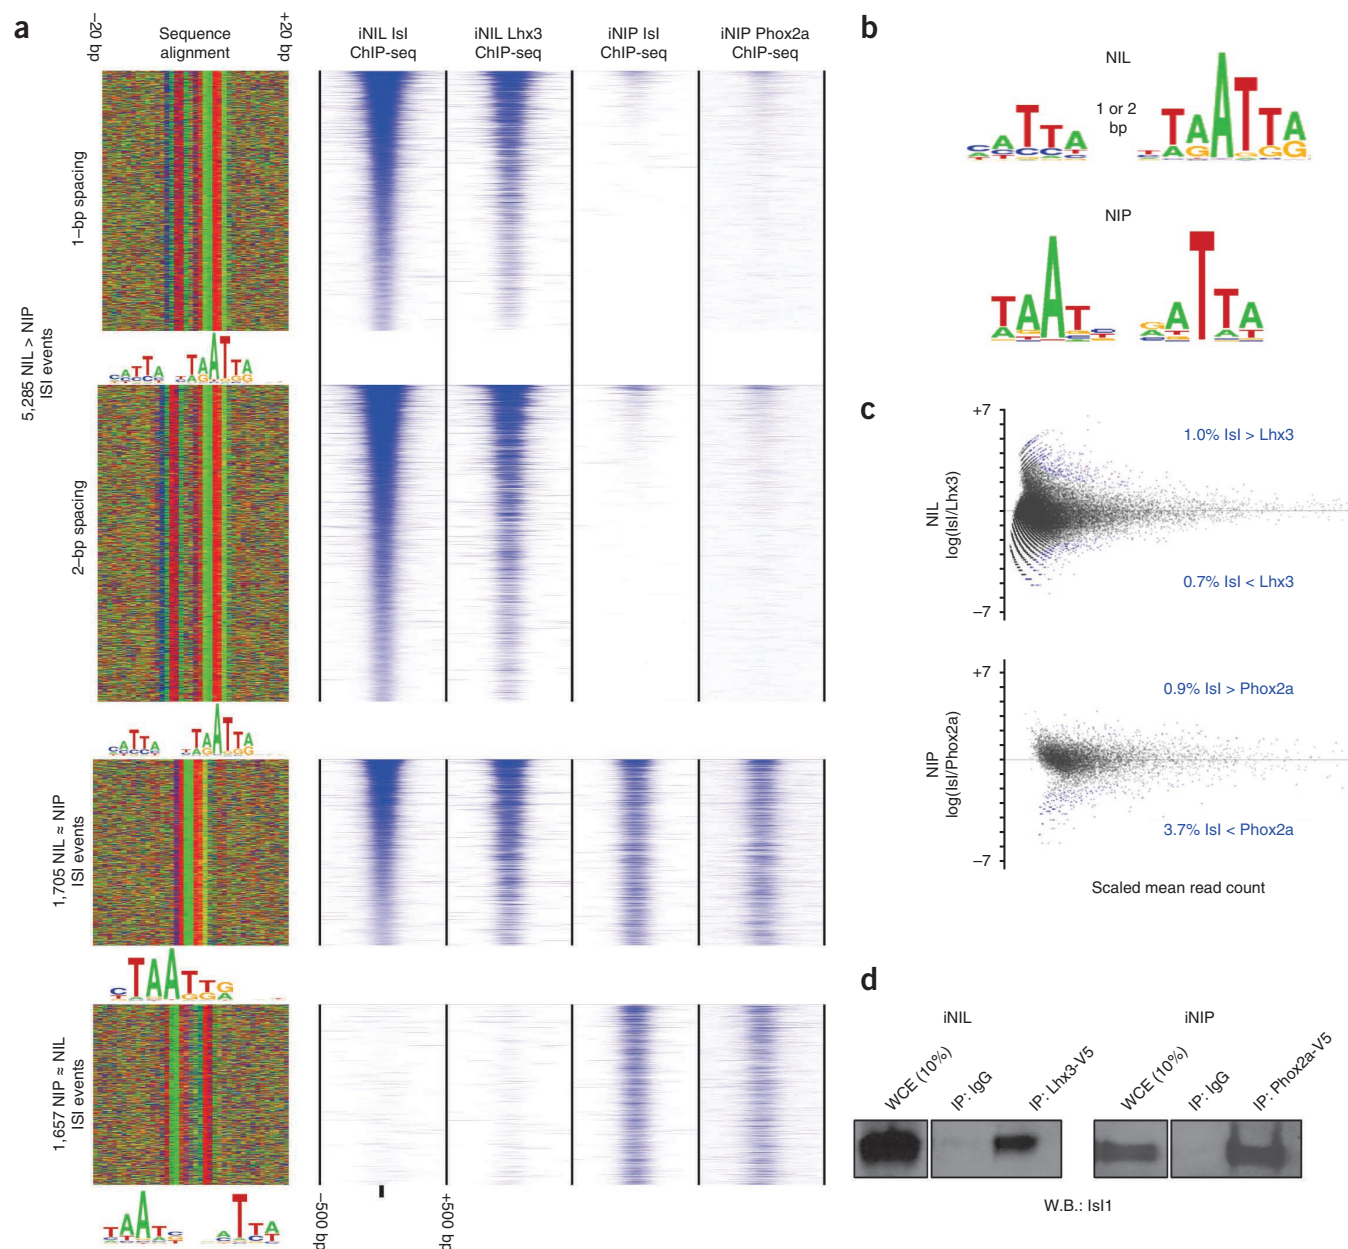 a
–20 bp
Sequence
alignment
+20 bp
iNIL Isl
ChIP-seq
iNIL Lhx3
ChIP-seq
iNIP Isl
ChIP-seq
iNIP Phox2a
ChIP-seq
5,285 NIL > NIP
ISI events
1–bp spacing
2–bp spacing
1,705 NIL ≈ NIP
ISI events
1,657 NIP ≈ NIL
ISI events
–500 bp
+500 bp
b
NIL
1 or 2
bp
NIP
c
+7
NIL
log(Isl/Lhx3)
1.0% Isl > Lhx3
0.7% Isl < Lhx3
–7
+7
NIP
log(Isl/Phox2a)
0.9% Isl > Phox2a
3.7% Isl < Phox2a
–7
Scaled mean read count
d
iNIL
iNIP
WCE (10%)
IP: IgG
IP: Lhx3-V5
WCE (10%)
IP: IgG
IP: Phox2a-V5
W.B.: Isl1